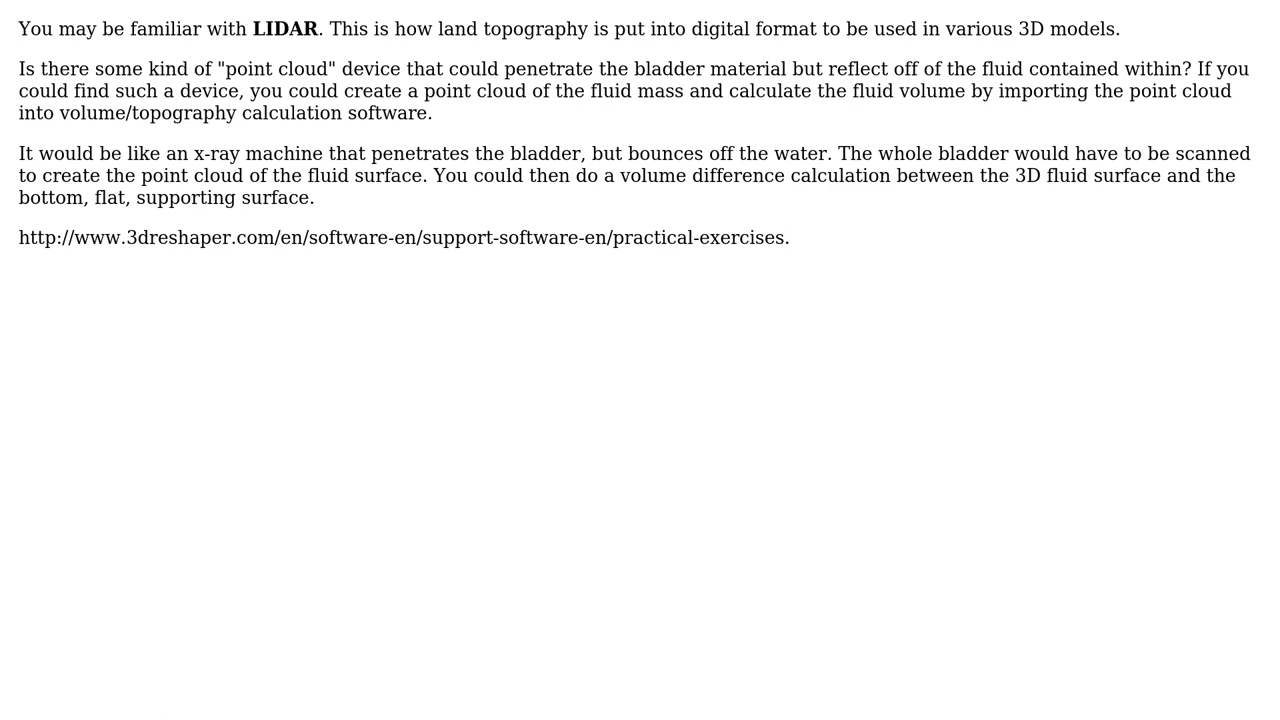 You may be familiar with LIDAR. This is how land topography is put into digital format to be used in various 3D models.
Is there some kind of "point cloud" device that could penetrate the bladder material but reflect off of the fluid contained within? If you
could find such a device, you could create a point cloud of the fluid mass and calculate the fluid volume by importing the point cloud
into volume/topography calculation software.
It would be like an x-ray machine that penetrates the bladder, but bounces off the water. The whole bladder would have to be scanned
to create the point cloud of the fluid surface. You could then do a volume difference calculation between the 3D fluid surface and the
bottom, flat, supporting surface.
http://www.3dreshaper.com/en/software-en/support-software-en/practical-exercises.